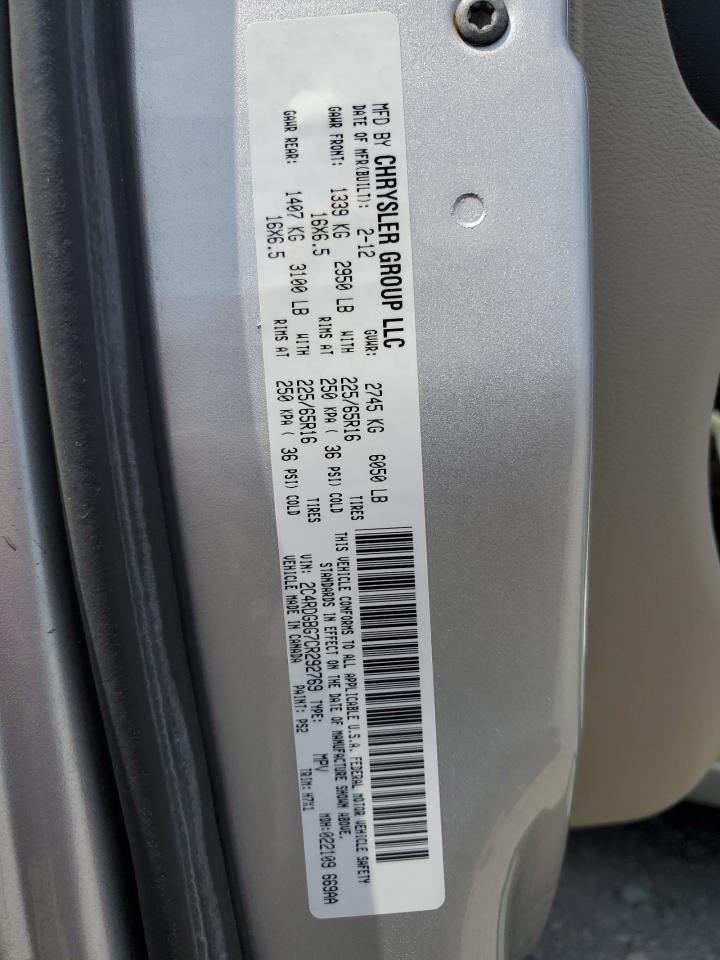 MFD BY CHRYSLER GROUP LLC
DATE OF MFR(BUILT): 2-12 GVWR: 2745 KG 6050 LB
GAWR FRONT: 1339 KG 2950 LB WITH 225/65R16 TIRES
16X6.5 RIMS AT 250 KPA ( 36 PSI) COLD
GAWR REAR: 1407 KG 3100 LB WITH 225/65R16 TIRES
16X6.5 RIMS AT 250 KPA ( 36 PSI) COLD
THIS VEHICLE CONFORMS TO ALL APPLICABLE U.S.A. FEDERAL MOTOR VEHICLE SAFETY
STANDARDS IN EFFECT ON THE DATE OF MANUFACTURE SHOWN ABOVE.
VIN: 2C4RDGBG7CR292769 TYPE: MPV MDH:022109 669AA
VEHICLE MADE IN CANADA PAINT: PS2 TRIM: H7X1